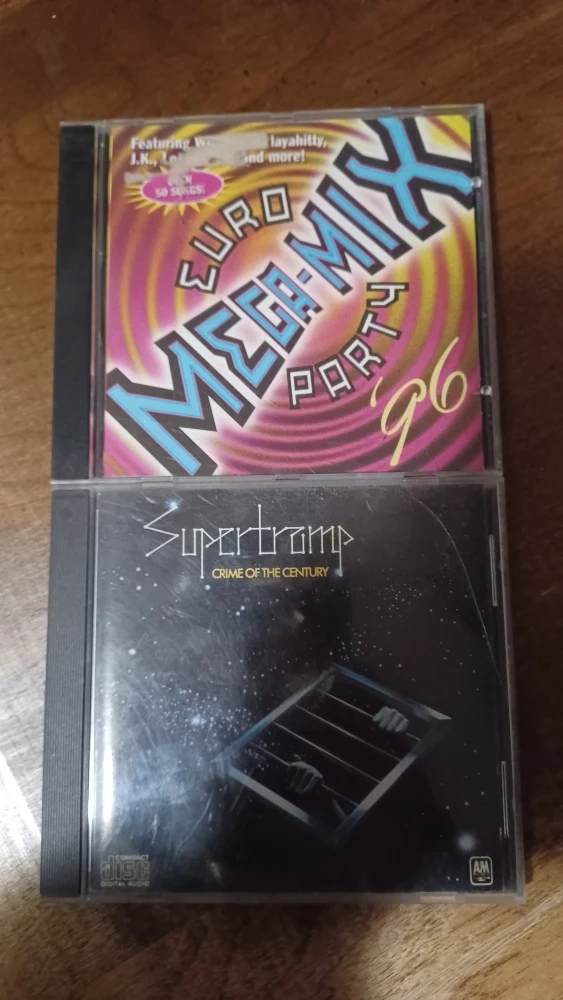 Featuring layahitty,
J.K., and more!
50 SONGS!
EURO
MEGA-MIX
PARTY
'96
Supertramp
CRIME OF THE CENTURY
COMPACT
disc
DIGITAL AUDIO
AM